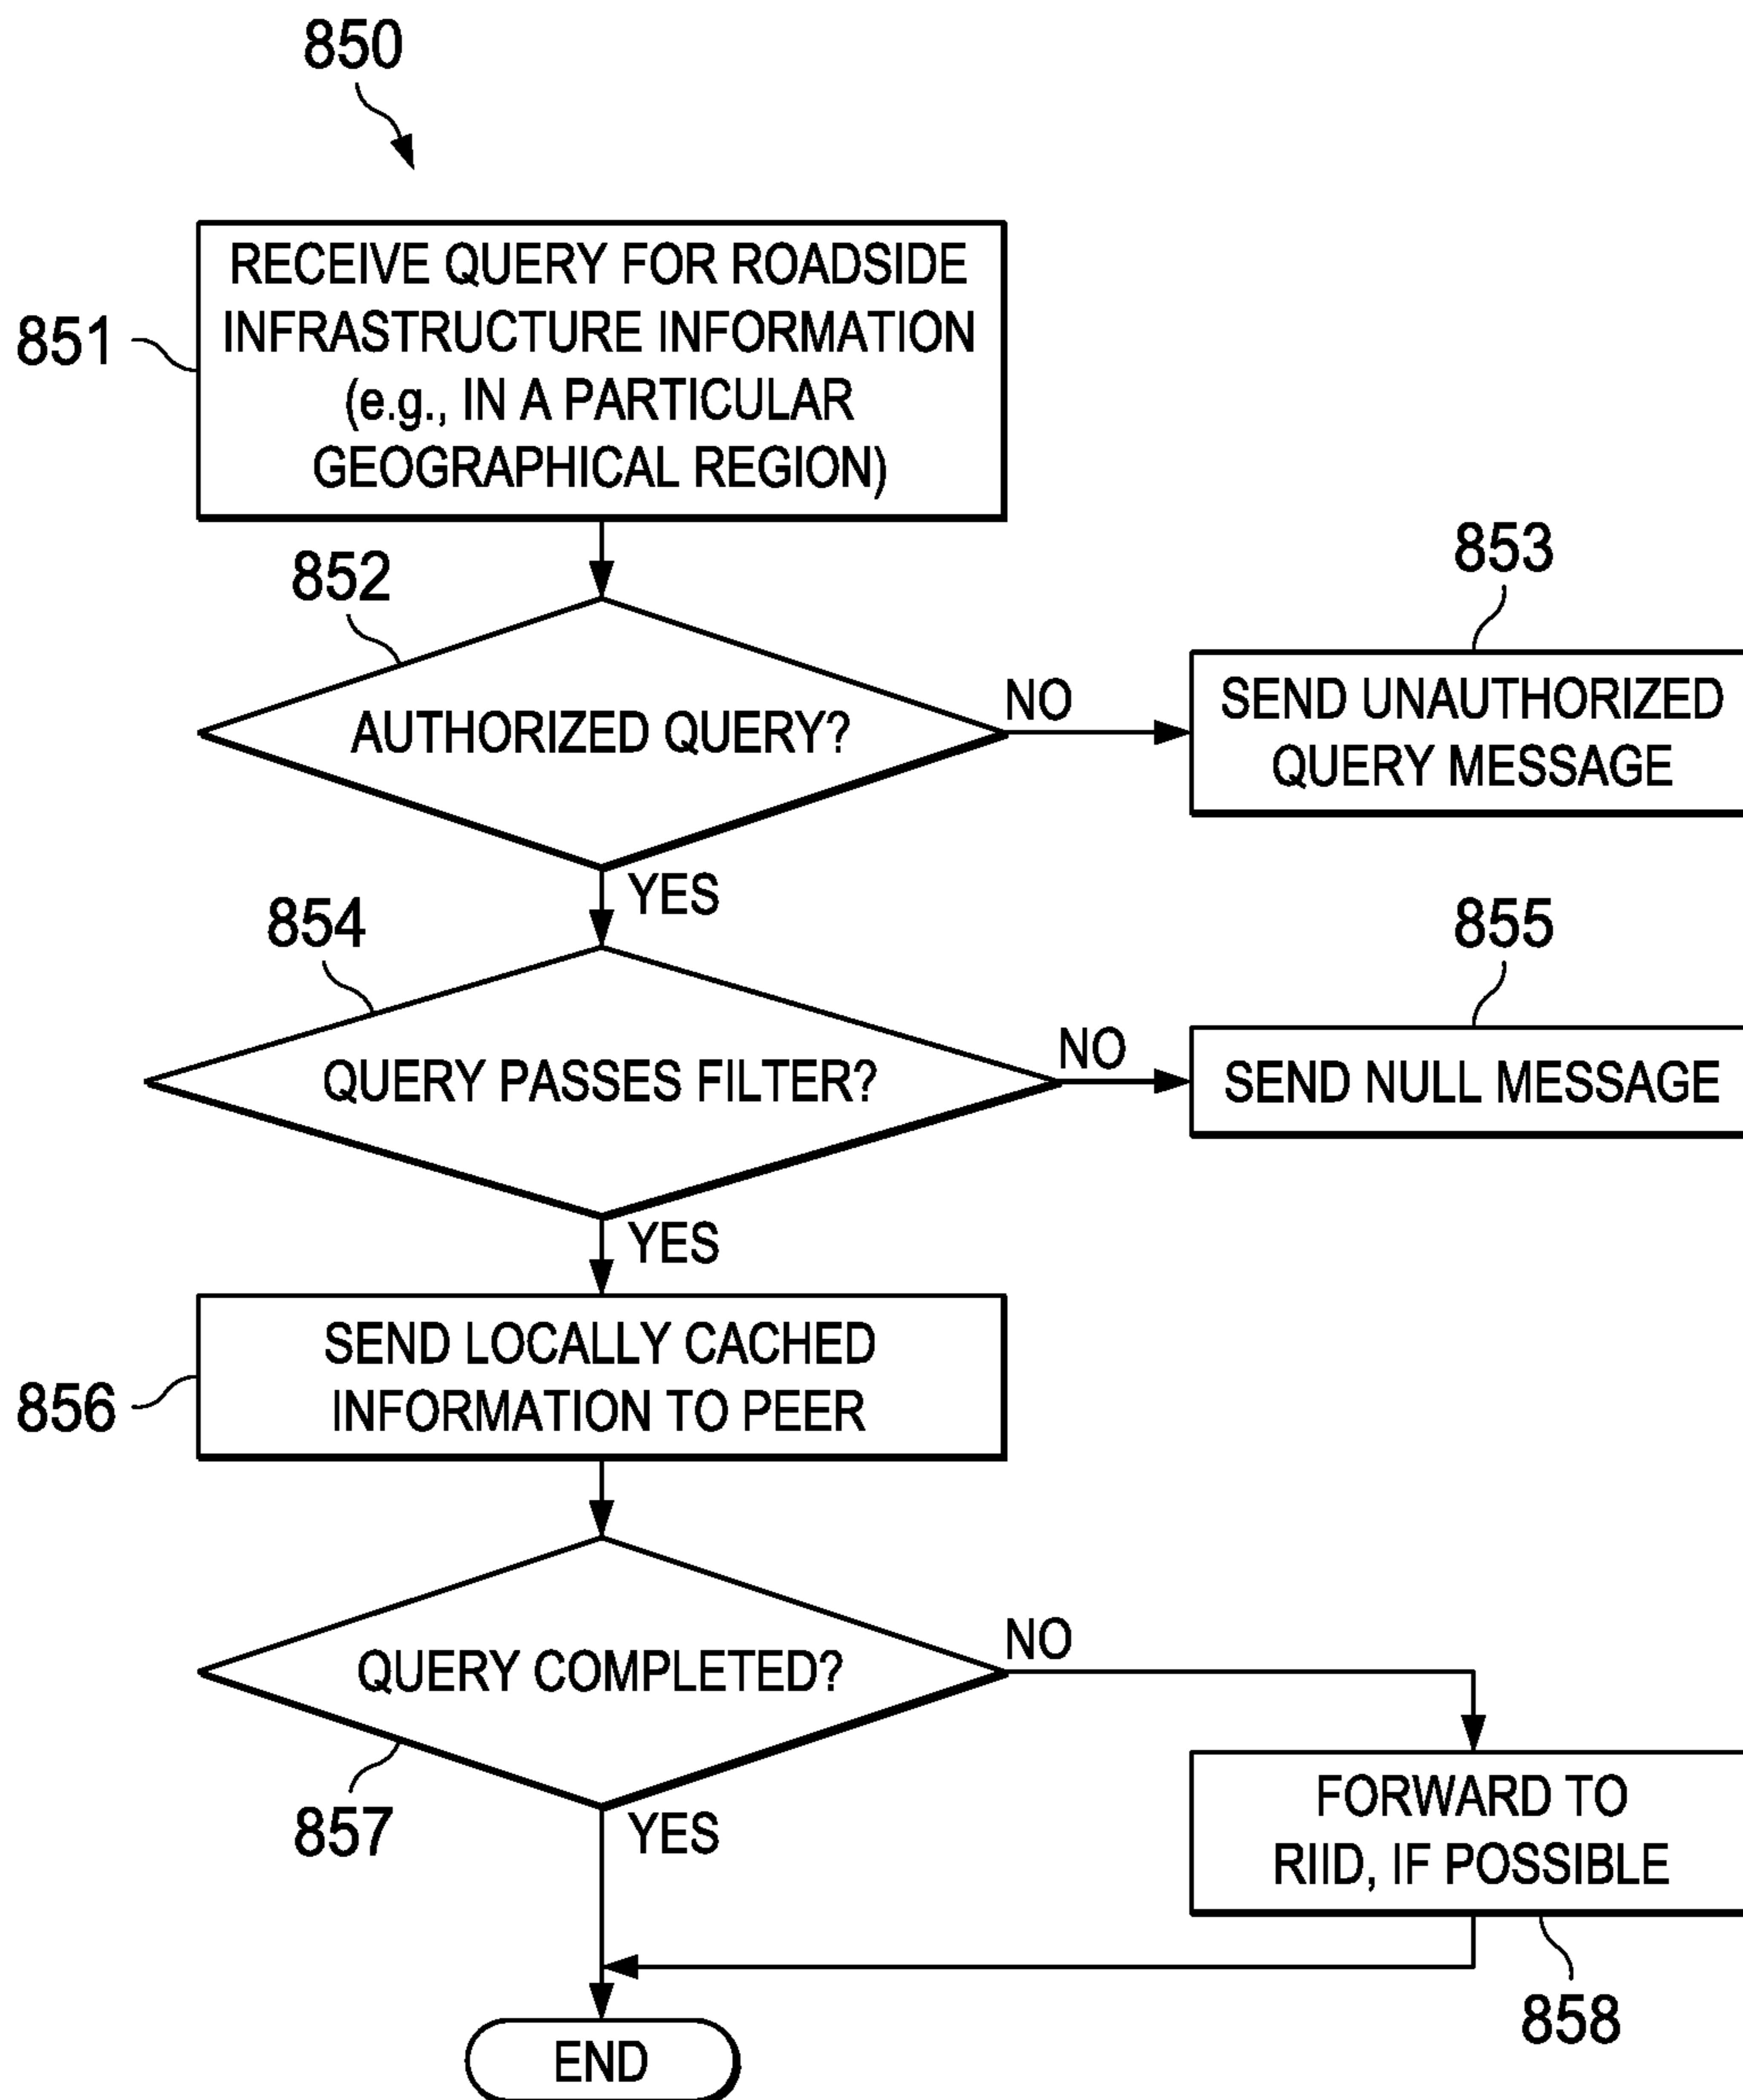 850
RECEIVE QUERY FOR ROADSIDE
INFRASTRUCTURE INFORMATION
(e.g., IN A PARTICULAR
GEOGRAPHICAL REGION)
851
852
AUTHORIZED QUERY?
NO
853
SEND UNAUTHORIZED
QUERY MESSAGE
YES
854
QUERY PASSES FILTER?
NO
855
SEND NULL MESSAGE
YES
SEND LOCALLY CACHED
INFORMATION TO PEER
856
QUERY COMPLETED?
NO
857
YES
FORWARD TO
RIID, IF POSSIBLE
858
END